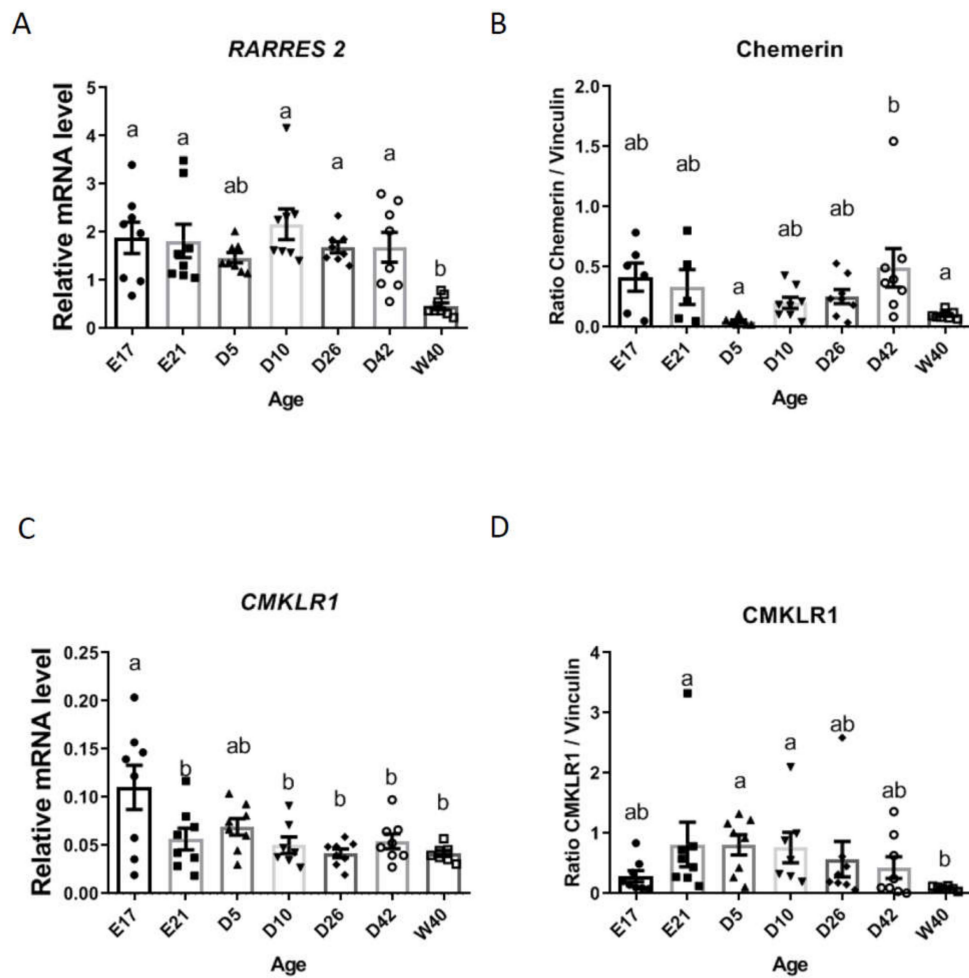 A
RARRES 2
Relative mRNA level
5
4
3
2
1
0
a
a
ab
a
a
a
b
E17
E21
D5
D10
D26
D42
W40
Age
B
Chemerin
Ratio Chemerin / Vinculin
2.0
1.5
1.0
0.5
0.0
ab
ab
a
ab
ab
b
a
E17
E21
D5
D10
D26
D42
W40
Age
C
CMKLR1
Relative mRNA level
0.25
0.20
0.15
0.10
0.05
0.00
a
b
ab
b
b
b
b
E17
E21
D5
D10
D26
D42
W40
Age
D
CMKLR1
Ratio CMKLR1 / Vinculin
4
3
2
1
0
ab
a
a
a
ab
ab
b
E17
E21
D5
D10
D26
D42
W40
Age